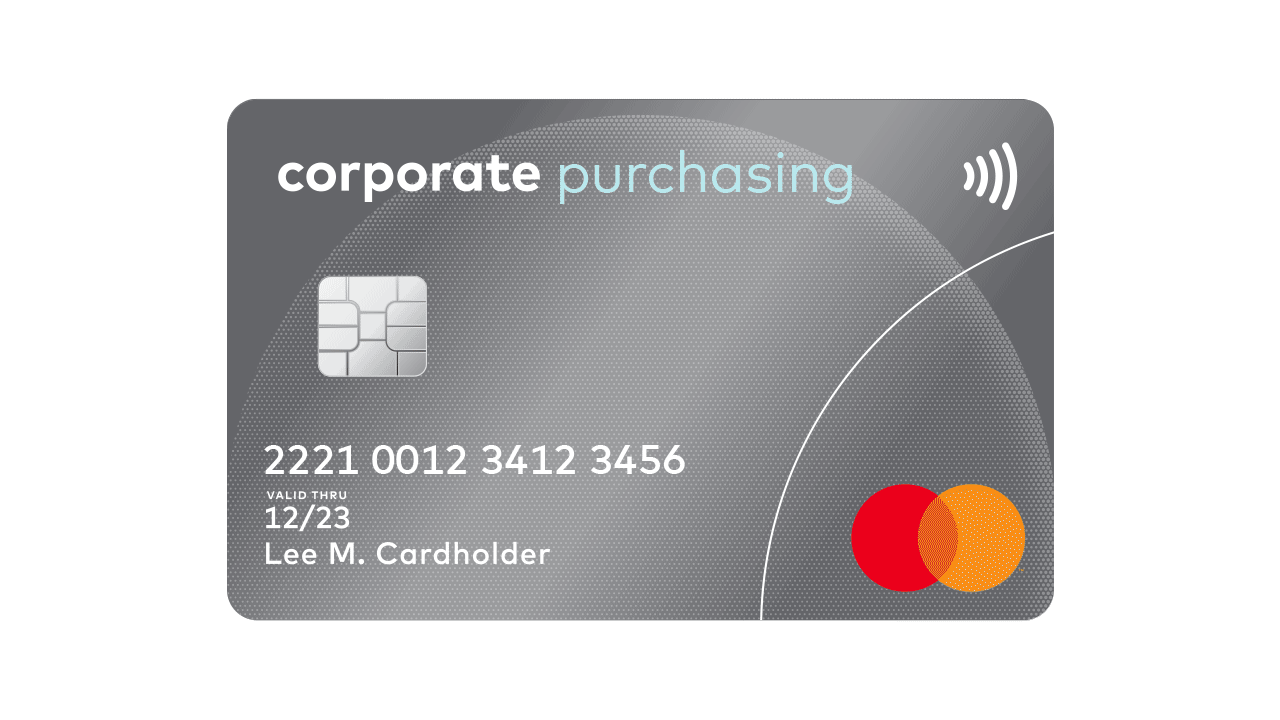 corporate purchasing
2221 0012 3412 3456
VALID THRU
12/23
Lee M. Cardholder